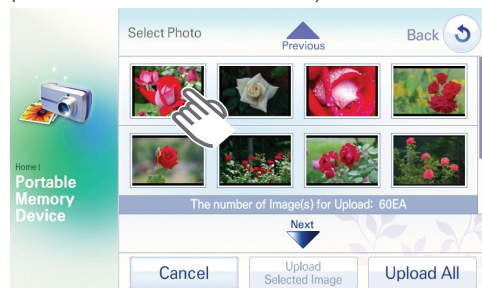 Select Photo
Previous
Back
Home |
Portable
Memory
Device
The number of Image(s) for Upload: 60EA
Next
Cancel
Upload
Selected Image
Upload All